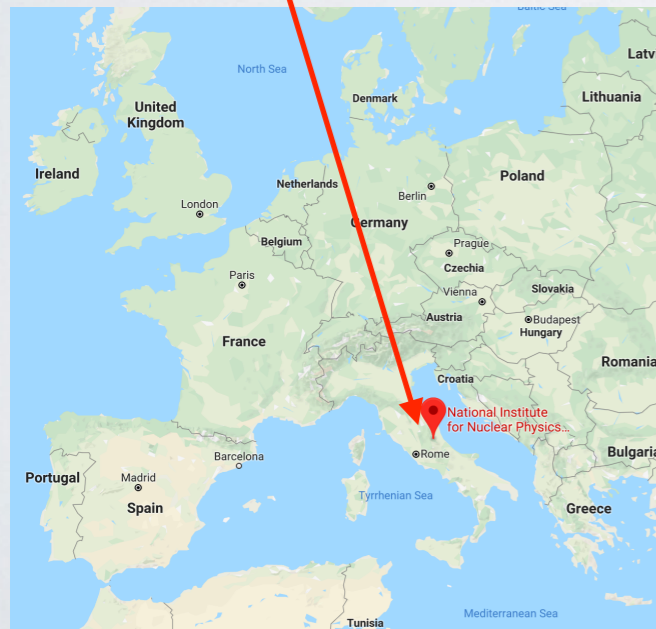 Baltic Sea
North Sea
Denmark
Latv
Lithuania
United
Kingdom
Ireland
Netherlands
Berlin
Poland
London
Germany
Belgium
Prague
Czechia
Paris
Vienna
Slovakia
Austria
Budapest
Hungary
France
Romania
Croatia
National Institute
for Nuclear Physics...
Barcelona
Rome
Bulgaria
Portugal
Madrid
Spain
Tyrrhenian Sea
Greece
Mediterranean Sea
Tunisia